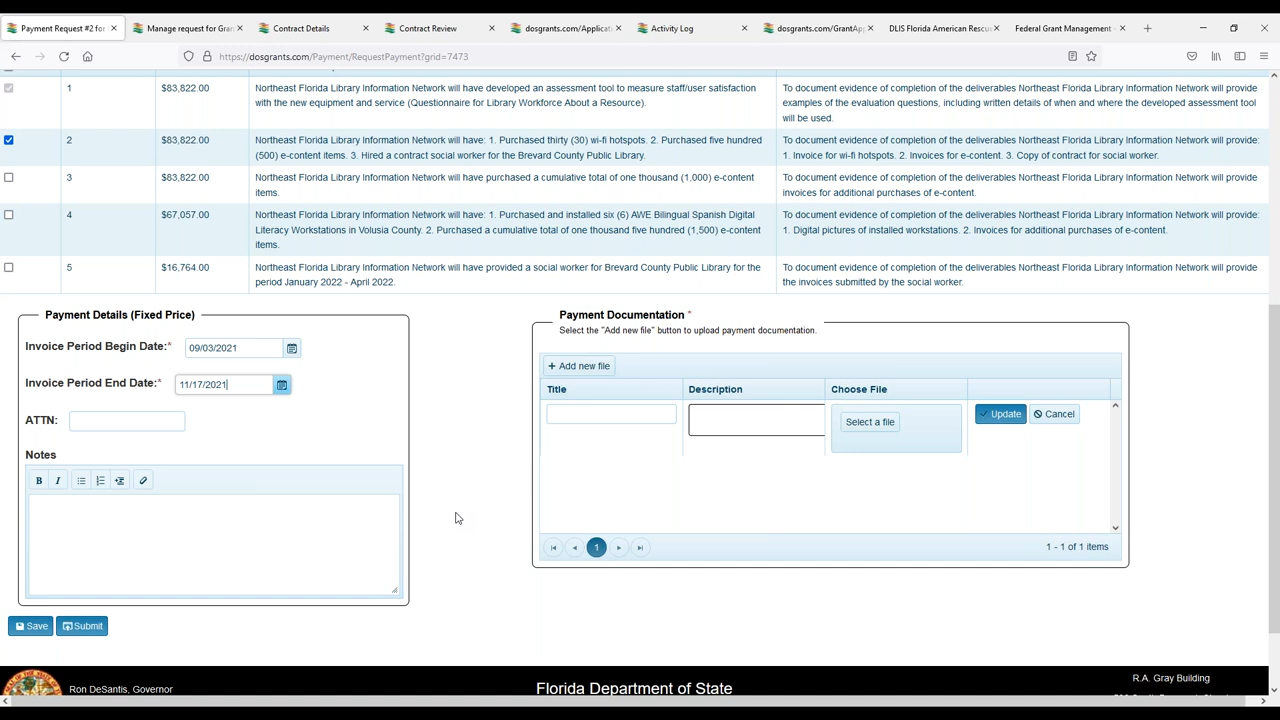 Payment Request #2 for
Manage request for Gran
Contract Details
Contract Review
dosgrants.com/Applicati
Activity Log
dosgrants.com/GrantApp
DLIS Florida American Rescu
Federal Grant Management
https://dosgrants.com/Payment/RequestPayment?grid=7473
1 $83,822.00
Northeast Florida Library Information Network will have developed an assessment tool to measure staff/user satisfaction
with the new equipment and service (Questionnaire for Library Workforce About a Resource).
To document evidence of completion of the deliverables Northeast Florida Library Information Network will provide
examples of the evaluation questions, including written details of when and where the developed assessment tool
will be used.
2 $83,822.00
Northeast Florida Library Information Network will have: 1. Purchased thirty (30) wi-fi hotspots. 2. Purchased five hundred
(500) e-content items. 3. Hired a contract social worker for the Brevard County Public Library.
To document evidence of completion of the deliverables Northeast Florida Library Information Network will provide:
1. Invoice for wi-fi hotspots. 2. Invoices for e-content. 3. Copy of contract for social worker.
3 $83,822.00
Northeast Florida Library Information Network will have purchased a cumulative total of one thousand (1,000) e-content
items.
To document evidence of completion of the deliverables Northeast Florida Library Information Network will provide
invoices for additional purchases of e-content.
4 $67,057.00
Northeast Florida Library Information Network will have: 1. Purchased and installed six (6) AWE Bilingual Spanish Digital
Literacy Workstations in Volusia County. 2. Purchased a cumulative total of one thousand five hundred (1,500) e-content
items.
To document evidence of completion of the deliverables Northeast Florida Library Information Network will provide:
1. Digital pictures of installed workstations. 2. Invoices for additional purchases of e-content.
5 $16,764.00
Northeast Florida Library Information Network will have provided a social worker for Brevard County Public Library for the
period January 2022 - April 2022.
To document evidence of completion of the deliverables Northeast Florida Library Information Network will provide
the invoices submitted by the social worker.
Payment Details (Fixed Price)
Invoice Period Begin Date:* 09/03/2021
Invoice Period End Date:* 11/17/2021
ATTN:
Notes
B I
Save Submit
Payment Documentation *
Select the "Add new file" button to upload payment documentation.
+ Add new file
Title Description Choose File
Select a file
Update Cancel
1
1 - 1 of 1 items
Ron DeSantis, Governor
Florida Department of State
R.A. Gray Building